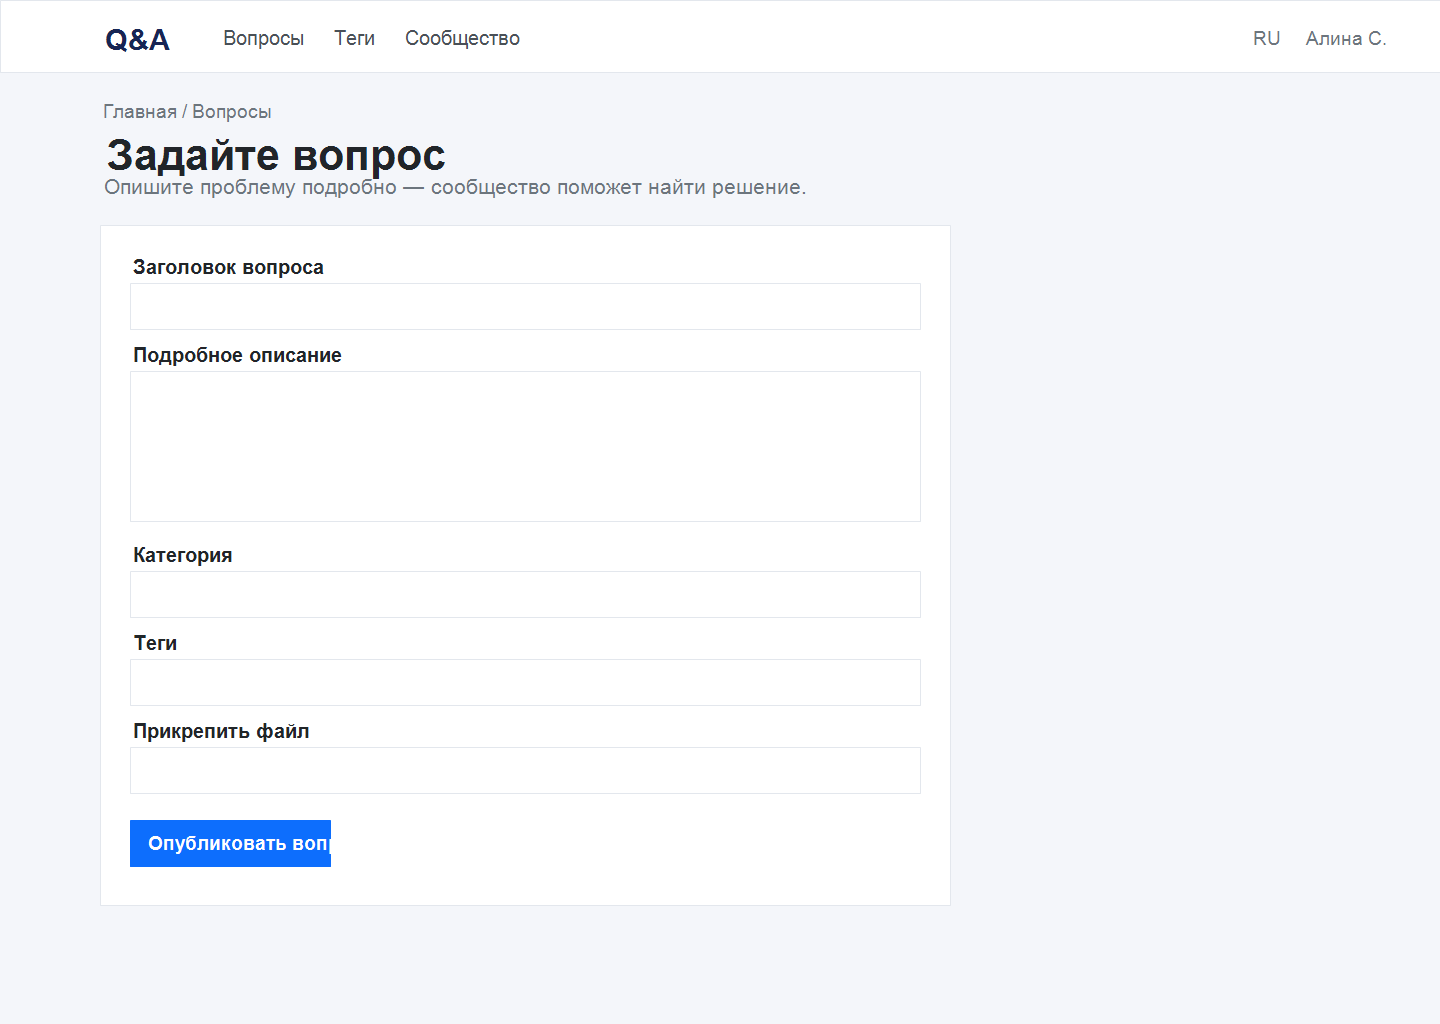 Q&A Вопросы Теги Сообщество RU Алина С.
Главная / Вопросы
Задайте вопрос
Опишите проблему подробно — сообщество поможет найти решение.
Заголовок вопроса
Подробное описание
Категория
Теги
Прикрепить файл
Опубликовать воп